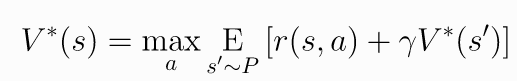 V*(s) = max_a E_{s'∼P} [r(s, a) + γV*(s')]